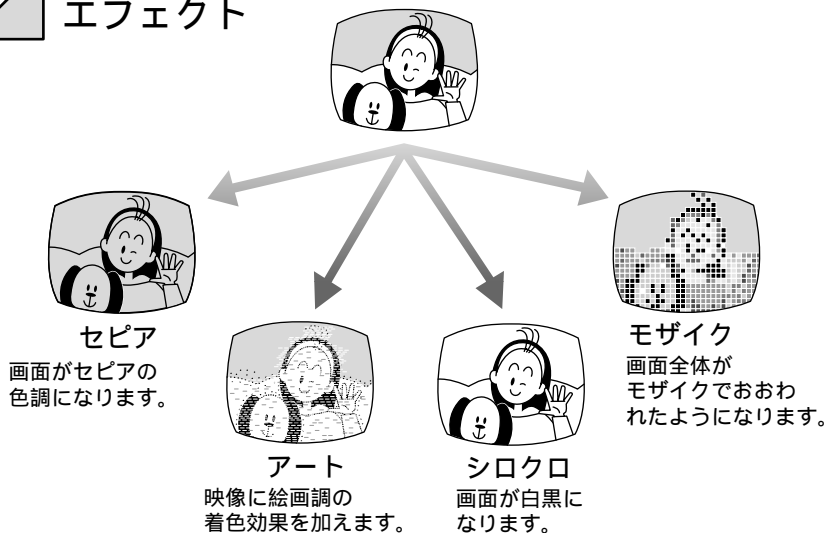 エフェクト
セピア
画面がセピアの
色調になります。
アート
映像に絵画調の
着色効果を加えます。
シロクロ
画面が白黒に
なります。
モザイク
画面全体が
モザイクでおおわ
れたようになります。